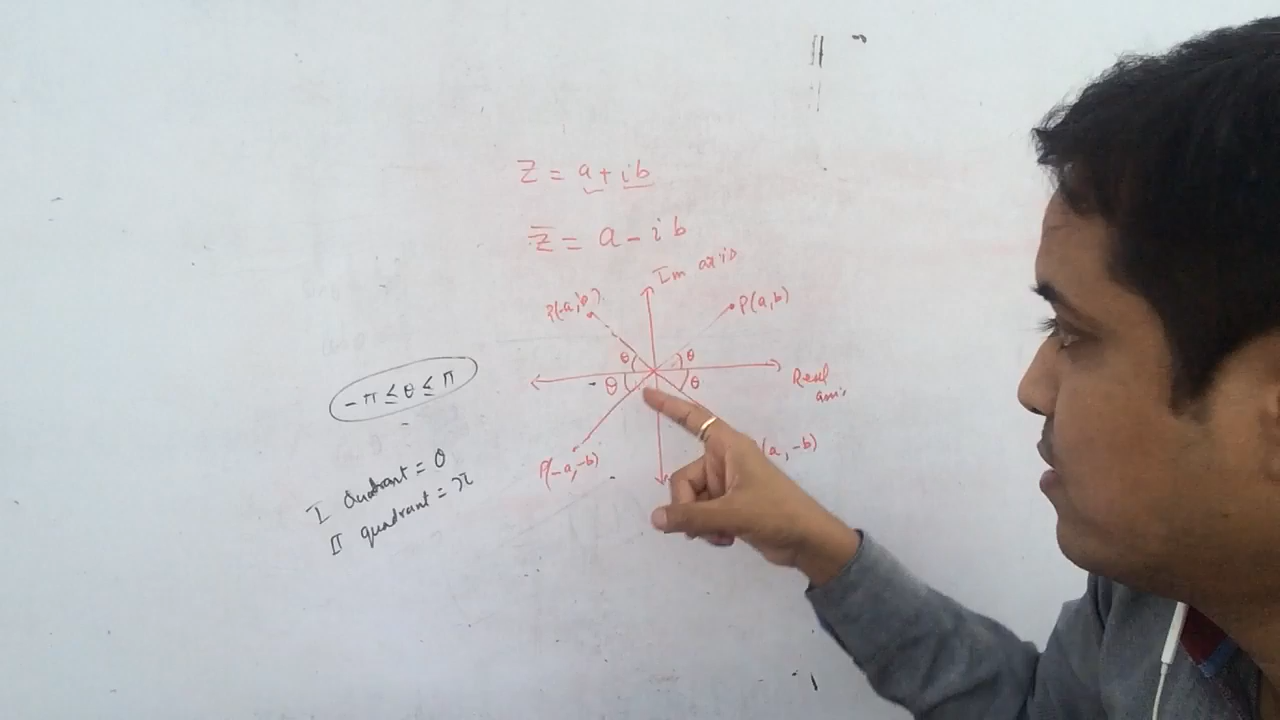 Z = a + ib
z̅ = a - ib
Im axis
P(a,b)
θ θ
θ θ
Real axis
P(-a,-b)
(a,-b)
-π ≤ θ ≤ π
I Quadrant = θ
II quadrant = π